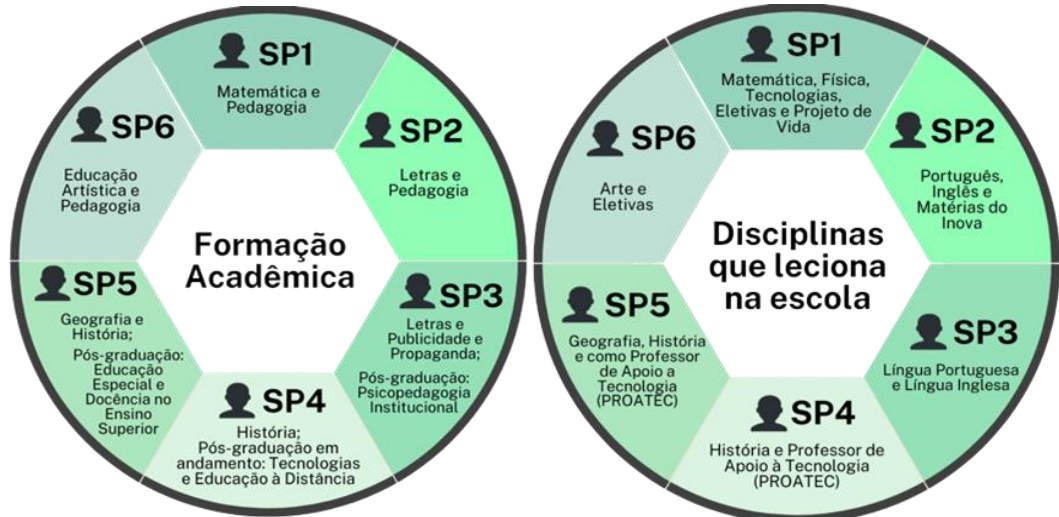 Formação
Acadêmica
SP1
Matemática e
Pedagogia
SP2
Letras e
Pedagogia
SP3
Letras e
Publicidade e
Propaganda;
Pós-graduação:
Psicopedagogia
Institucional
SP4
História;
Pós-graduação em
andamento: Tecnologias
e Educação à Distância
SP5
Geografia e
História;
Pós-graduação:
Educação
Especial e
Docência no
Ensino
Superior
SP6
Educação
Artística e
Pedagogia
Disciplinas
que leciona
na escola
SP1
Matemática, Física,
Tecnologias,
Eletivas e Projeto de
Vida
SP2
Português,
Inglês e
Matérias do
Inova
SP3
Língua Portuguesa
e Língua Inglesa
SP4
História e Professor de
Apoio à Tecnologia
(PROATEC)
SP5
Geografia, História
e como Professor
de Apoio a
Tecnologia
(PROATEC)
SP6
Arte e
Eletivas